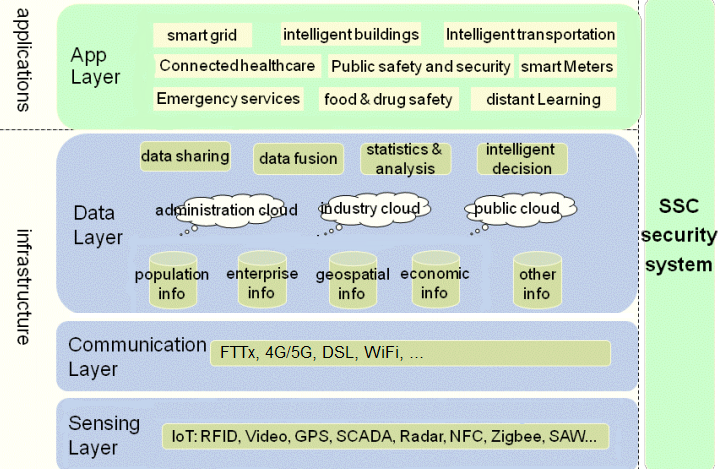 applications
App
Layer
smart grid
intelligent buildings
Intelligent transportation
Connected healthcare
Public safety and security
smart Meters
Emergency services
food & drug safety
distant Learning
infrastructure
Data
Layer
data sharing
data fusion
statistics &
analysis
intelligent
decision
administration cloud
industry cloud
public cloud
population
info
enterprise
info
geospatial
info
economic
info
other
info
Communication
Layer
FTTx, 4G/5G, DSL, WiFi, ...
Sensing
Layer
IoT: RFID, Video, GPS, SCADA, Radar, NFC, Zigbee, SAW...
SSC
security
system